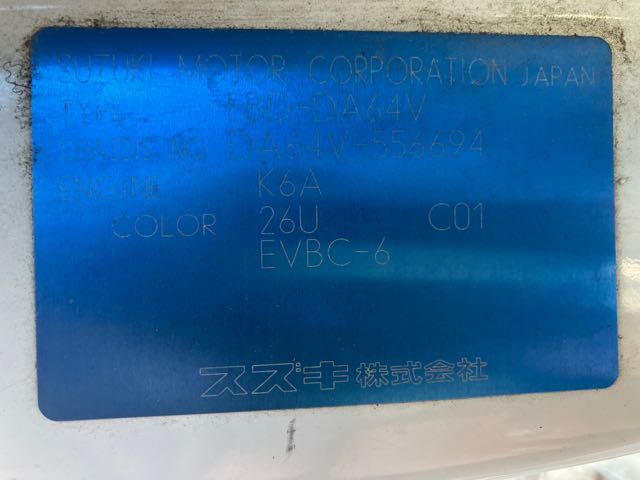 SUZUKI MOTOR CORPORATION JAPAN
TYPE EBD-DA64V
CHASSIS NO. DA64V-556694
ENGINE K6A
COLOR 26U C01
EVBC-6
スズキ株式会社